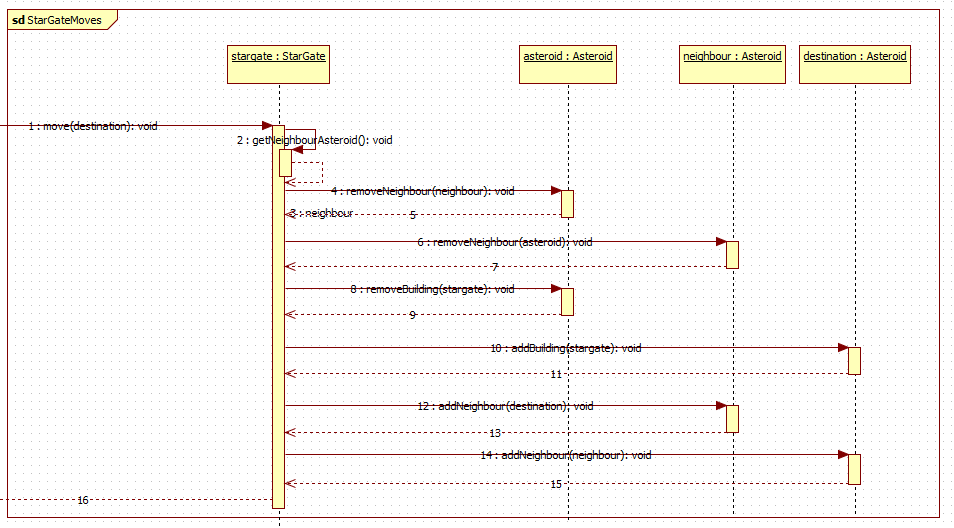 sd StarGateMoves
stargate : StarGate
asteroid : Asteroid
neighbour : Asteroid
destination : Asteroid
1 : move(destination): void
2 : getNeighbourAsteroid(): void
4 : removeNeighbour(neighbour): void
3 : neighbour
5
6 : removeNeighbour(asteroid): void
7
8 : removeBuilding(stargate): void
9
10 : addBuilding(stargate): void
11
12 : addNeighbour(destination): void
13
14 : addNeighbour(neighbour): void
15
16